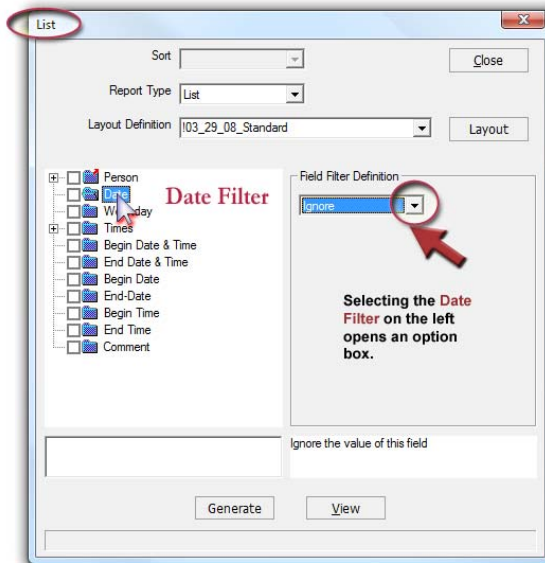 List
Sort
Close
Report Type List
Layout Definition !03_29_08_Standard Layout
Person
Date
Weekday
Times
Begin Date & Time
End Date & Time
Begin Date
End-Date
Begin Time
End Time
Comment
Date Filter
Field Filter Definition
Ignore
Selecting the Date
Filter on the left
opens an option
box.
Ignore the value of this field
Generate View